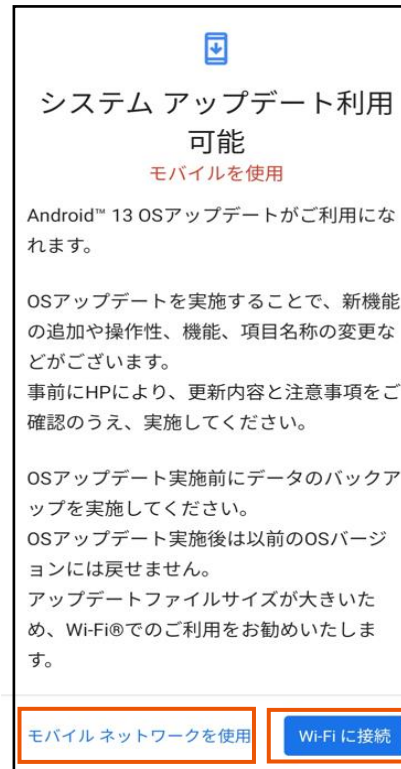 システム アップデート利用
可能
モバイルを使用
Android™ 13 OSアップデートがご利用にな
れます。
OSアップデートを実施することで、新機能
の追加や操作性、機能、項目名称の変更な
どがございます。
事前にHPにより、更新内容と注意事項をご
確認のうえ、実施してください。
OSアップデート実施前にデータのバックア
ップを実施してください。
OSアップデート実施後は以前のOSバージ
ョンには戻せません。
アップデートファイルサイズが大きいた
め、Wi-Fi®でのご利用をお勧めいたしま
す。
モバイル ネットワークを使用
Wi-Fi に接続